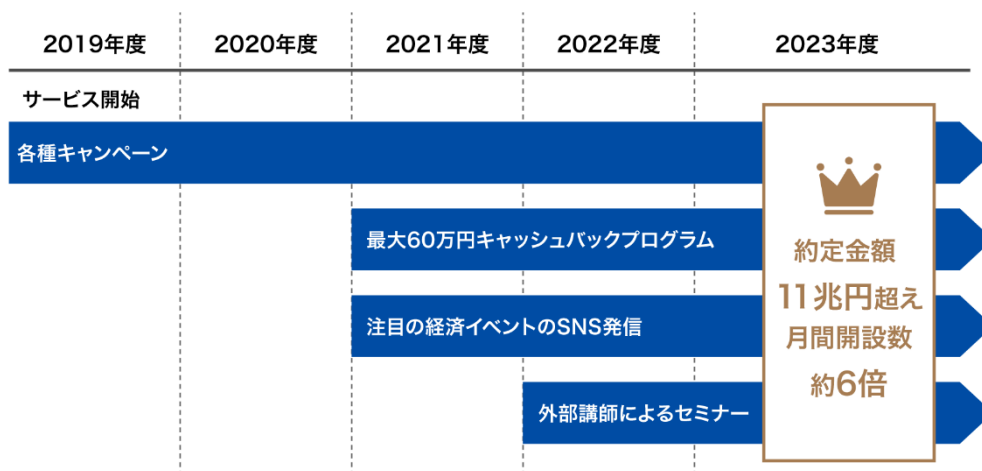 2019年度
2020年度
2021年度
2022年度
2023年度
サービス開始
各種キャンペーン
最大60万円キャッシュバックプログラム
注目の経済イベントのSNS発信
外部講師によるセミナー
約定金額
11兆円超え
月間開設数
約6倍